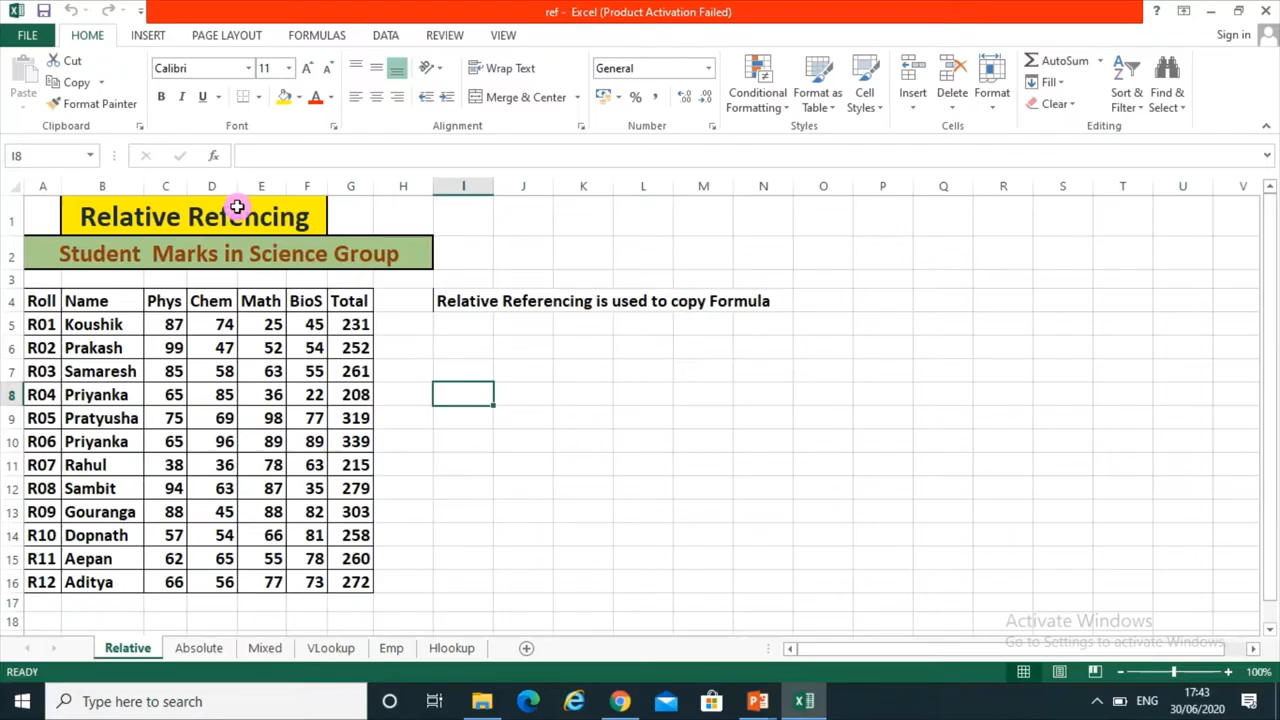 ref - Excel (Product Activation Failed)
?
FILE HOME INSERT PAGE LAYOUT FORMULAS DATA REVIEW VIEW Sign in
Paste
Cut
Copy
Format Painter
Clipboard
Calibri 11
B I U
Font
Wrap Text
Merge & Center
Alignment
General
%
Number
Conditional Formatting
Format as Table
Cell Styles
Styles
Insert Delete Format
Cells
AutoSum
Fill
Clear
Sort & Filter
Find & Select
Editing
I8 fx
A B C D E F G H I J K L M N O P Q R S T U V
1 Relative Refencing
2 Student Marks in Science Group
3
4 Roll Name Phys Chem Math BioS Total Relative Referencing is used to copy Formula
5 R01 Koushik 87 74 25 45 231
6 R02 Prakash 99 47 52 54 252
7 R03 Samaresh 85 58 63 55 261
8 R04 Priyanka 65 85 36 22 208
9 R05 Pratyusha 75 69 98 77 319
10 R06 Priyanka 65 96 89 89 339
11 R07 Rahul 38 36 78 63 215
12 R08 Sambit 94 63 87 35 279
13 R09 Gouranga 88 45 88 82 303
14 R10 Dopnath 57 54 66 81 258
15 R11 Aepan 62 65 55 78 260
16 R12 Aditya 66 56 77 73 272
17
18
Activate Windows
Go to Settings to activate Windows.
Relative Absolute Mixed VLookup Emp Hlookup
READY 100%
Type here to search
ENG
17:43
30/06/2020